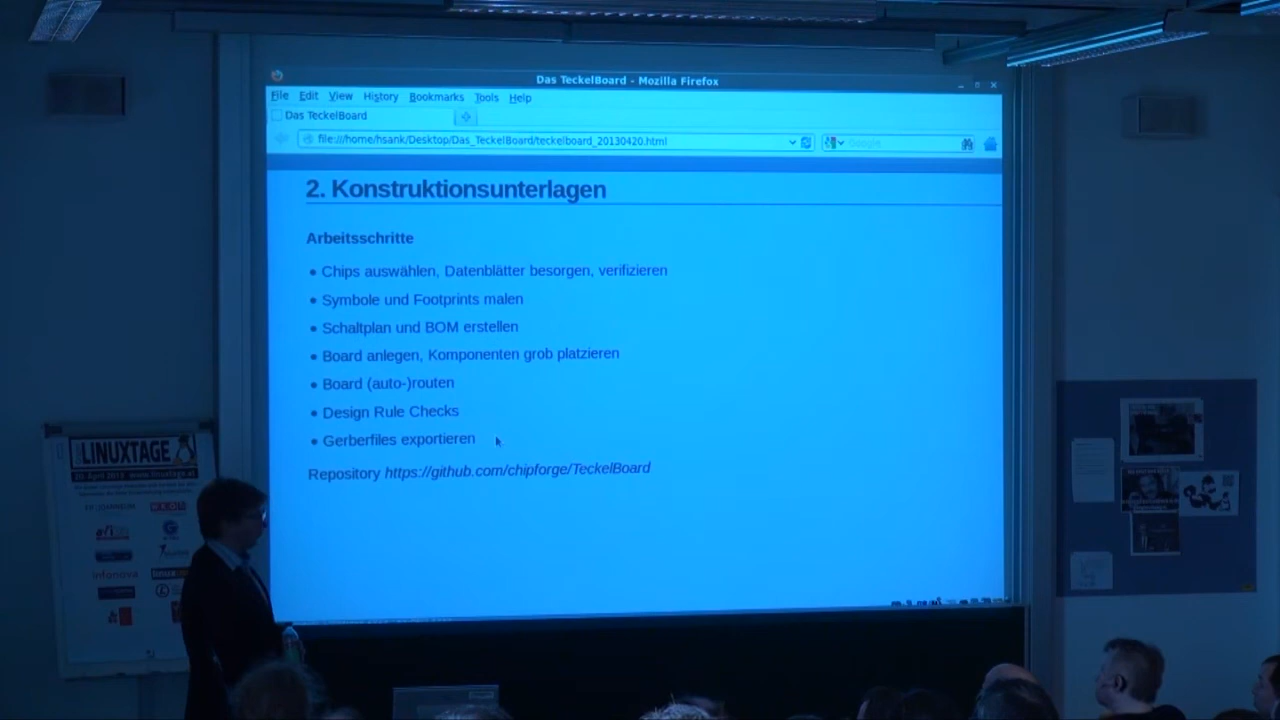 Das TeckelBoard - Mozilla Firefox
File Edit View History Bookmarks Tools Help
Das TeckelBoard
file:///home/hsank/Desktop/Das_TeckelBoard/teckelboard_20130420.html
Google
2. Konstruktionsunterlagen
Arbeitsschritte
• Chips auswählen, Datenblätter besorgen, verifizieren
• Symbole und Footprints malen
• Schaltplan und BOM erstellen
• Board anlegen, Komponenten grob platzieren
• Board (auto-)routen
• Design Rule Checks
• Gerberfiles exportieren
Repository https://github.com/chipforge/TeckelBoard
LINUXTAGE
infonova